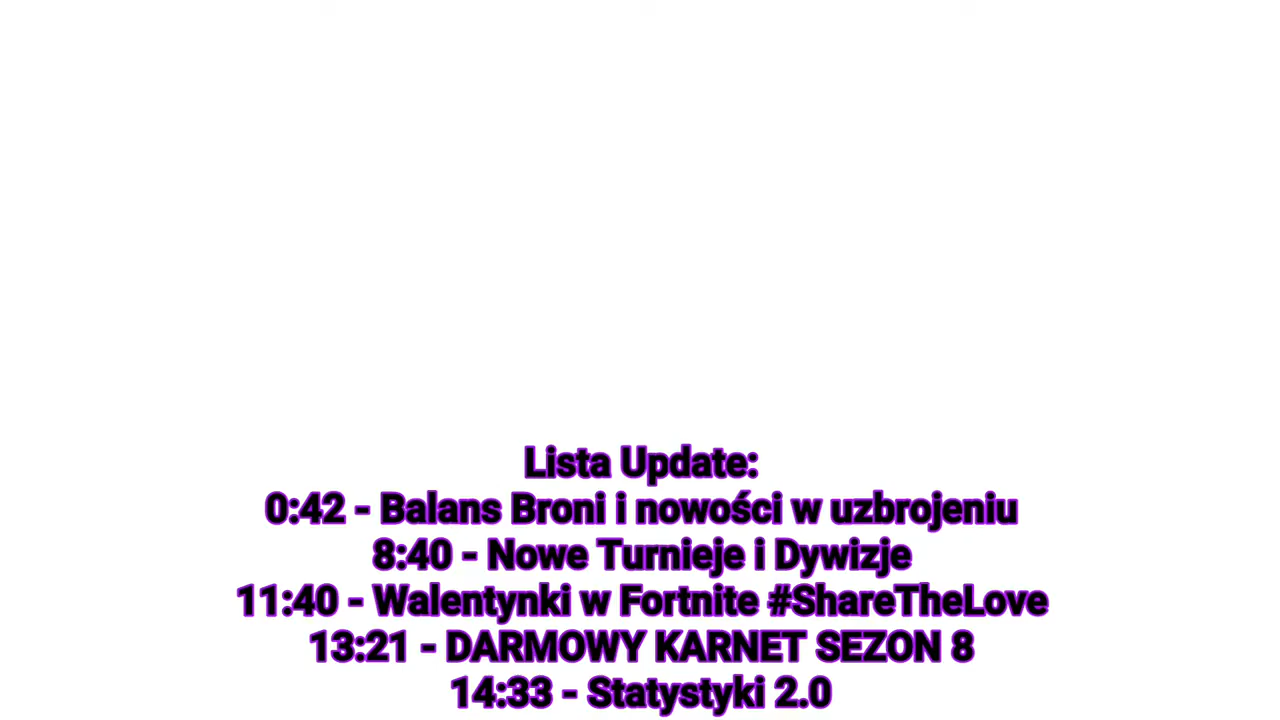 Lista Update:
0:42 - Balans Broni i nowości w uzbrojeniu
8:40 - Nowe Turnieje i Dywizje
11:40 - Walentynki w Fortnite #ShareTheLove
13:21 - DARMOWY KARNET SEZON 8
14:33 - Statystyki 2.0